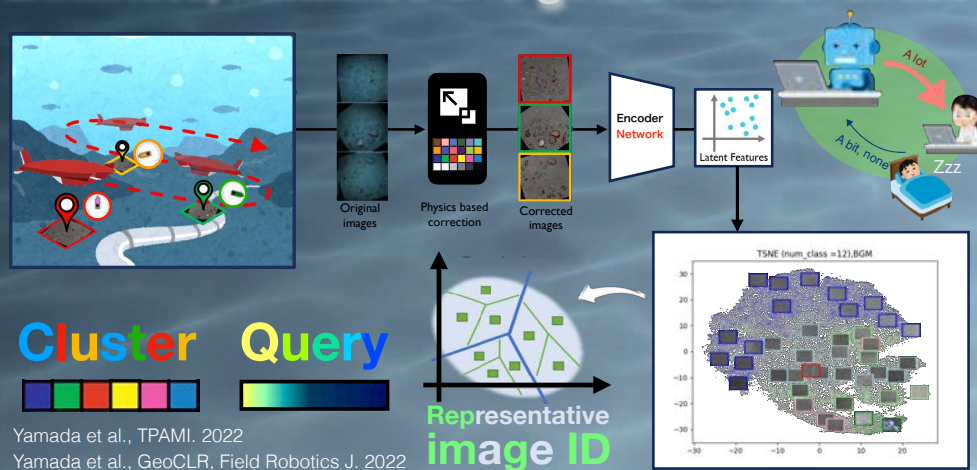 Original
images
Physics based
correction
Corrected
images
Encoder
Network
Latent Features
A lot
A bit, none
Zzz
TSNE (num_class =12),BGM
30
20
10
0
−10
−20
−30
−30
−20
−10
0
10
20
Cluster
Query
Representative
image ID
Yamada et al., TPAMI. 2022
Yamada et al., GeoCLR, Field Robotics J. 2022